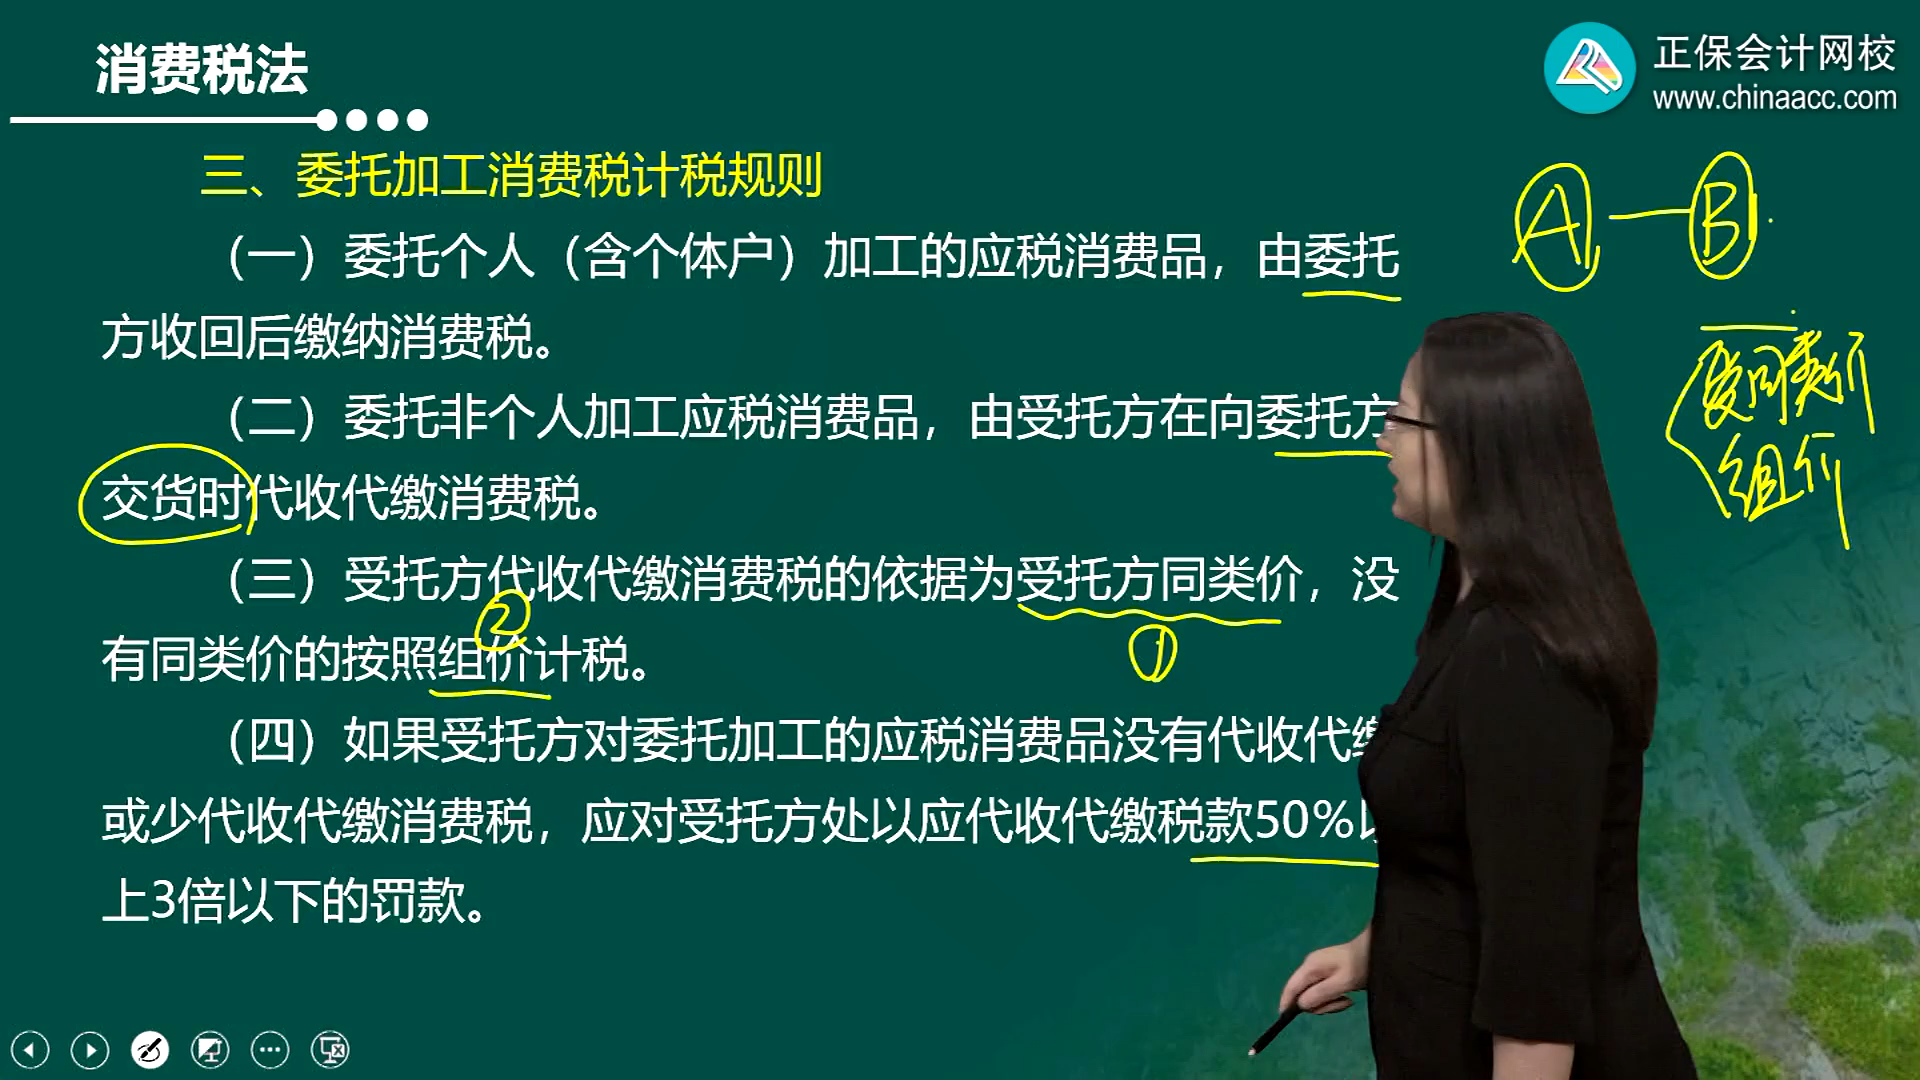 消费税法
正保会计网校
www.chinaacc.com
三、委托加工消费税计税规则
（一）委托个人（含个体户）加工的应税消费品，由委托
方收回后缴纳消费税。
（二）委托非个人加工应税消费品，由受托方在向委托方
交货时代收代缴消费税。
（三）受托方代收代缴消费税的依据为受托方同类价，没
有同类价的按照组价计税。
（四）如果受托方对委托加工的应税消费品没有代收代缴
或少代收代缴消费税，应对受托方处以应代收代缴税款50%以
上3倍以下的罚款。
A — B
受同类价
组价
②
①